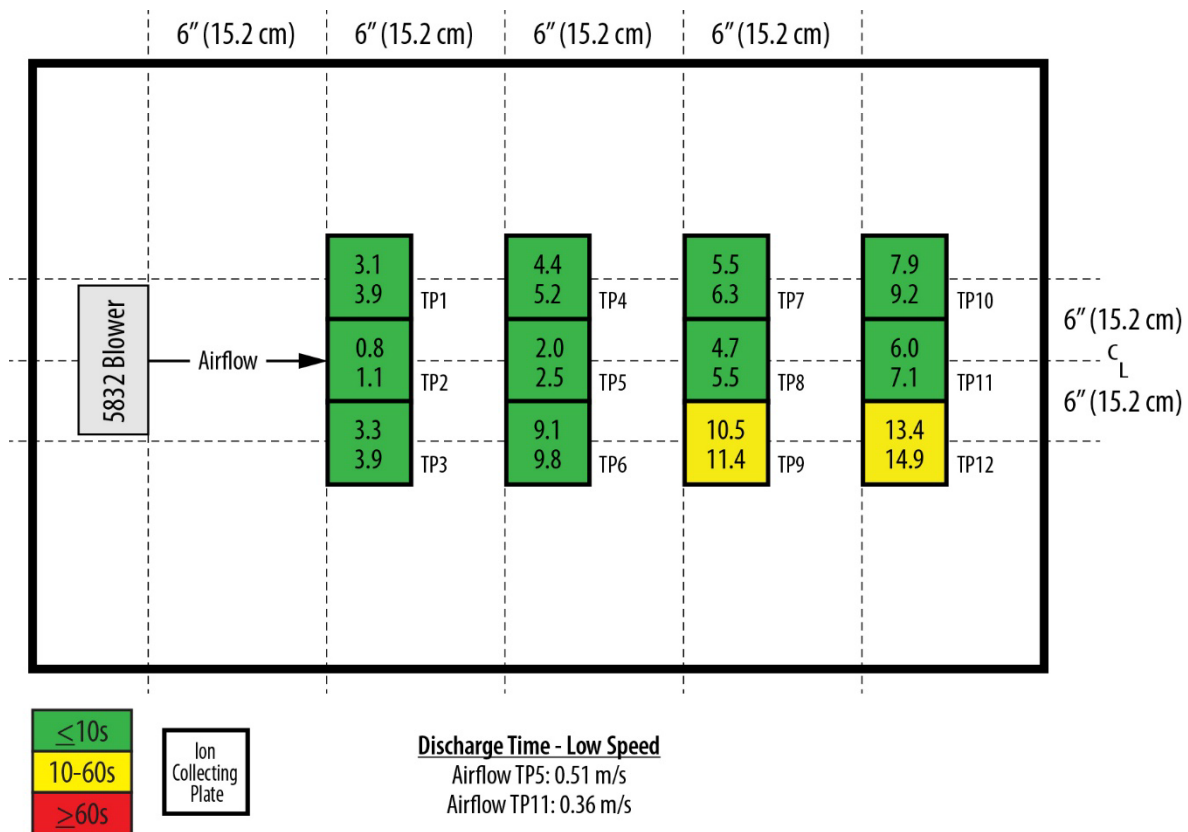 6” (15.2 cm) 6” (15.2 cm) 6” (15.2 cm) 6” (15.2 cm)
5832 Blower
Airflow
3.1
3.9
TP1
0.8
1.1
TP2
3.3
3.9
TP3
4.4
5.2
TP4
2.0
2.5
TP5
9.1
9.8
TP6
5.5
6.3
TP7
4.7
5.5
TP8
10.5
11.4
TP9
7.9
9.2
TP10
6.0
7.1
TP11
13.4
14.9
TP12
6” (15.2 cm)
C
L
6” (15.2 cm)
≤10s
10-60s
≥60s
Ion
Collecting
Plate
Discharge Time - Low Speed
Airflow TP5: 0.51 m/s
Airflow TP11: 0.36 m/s